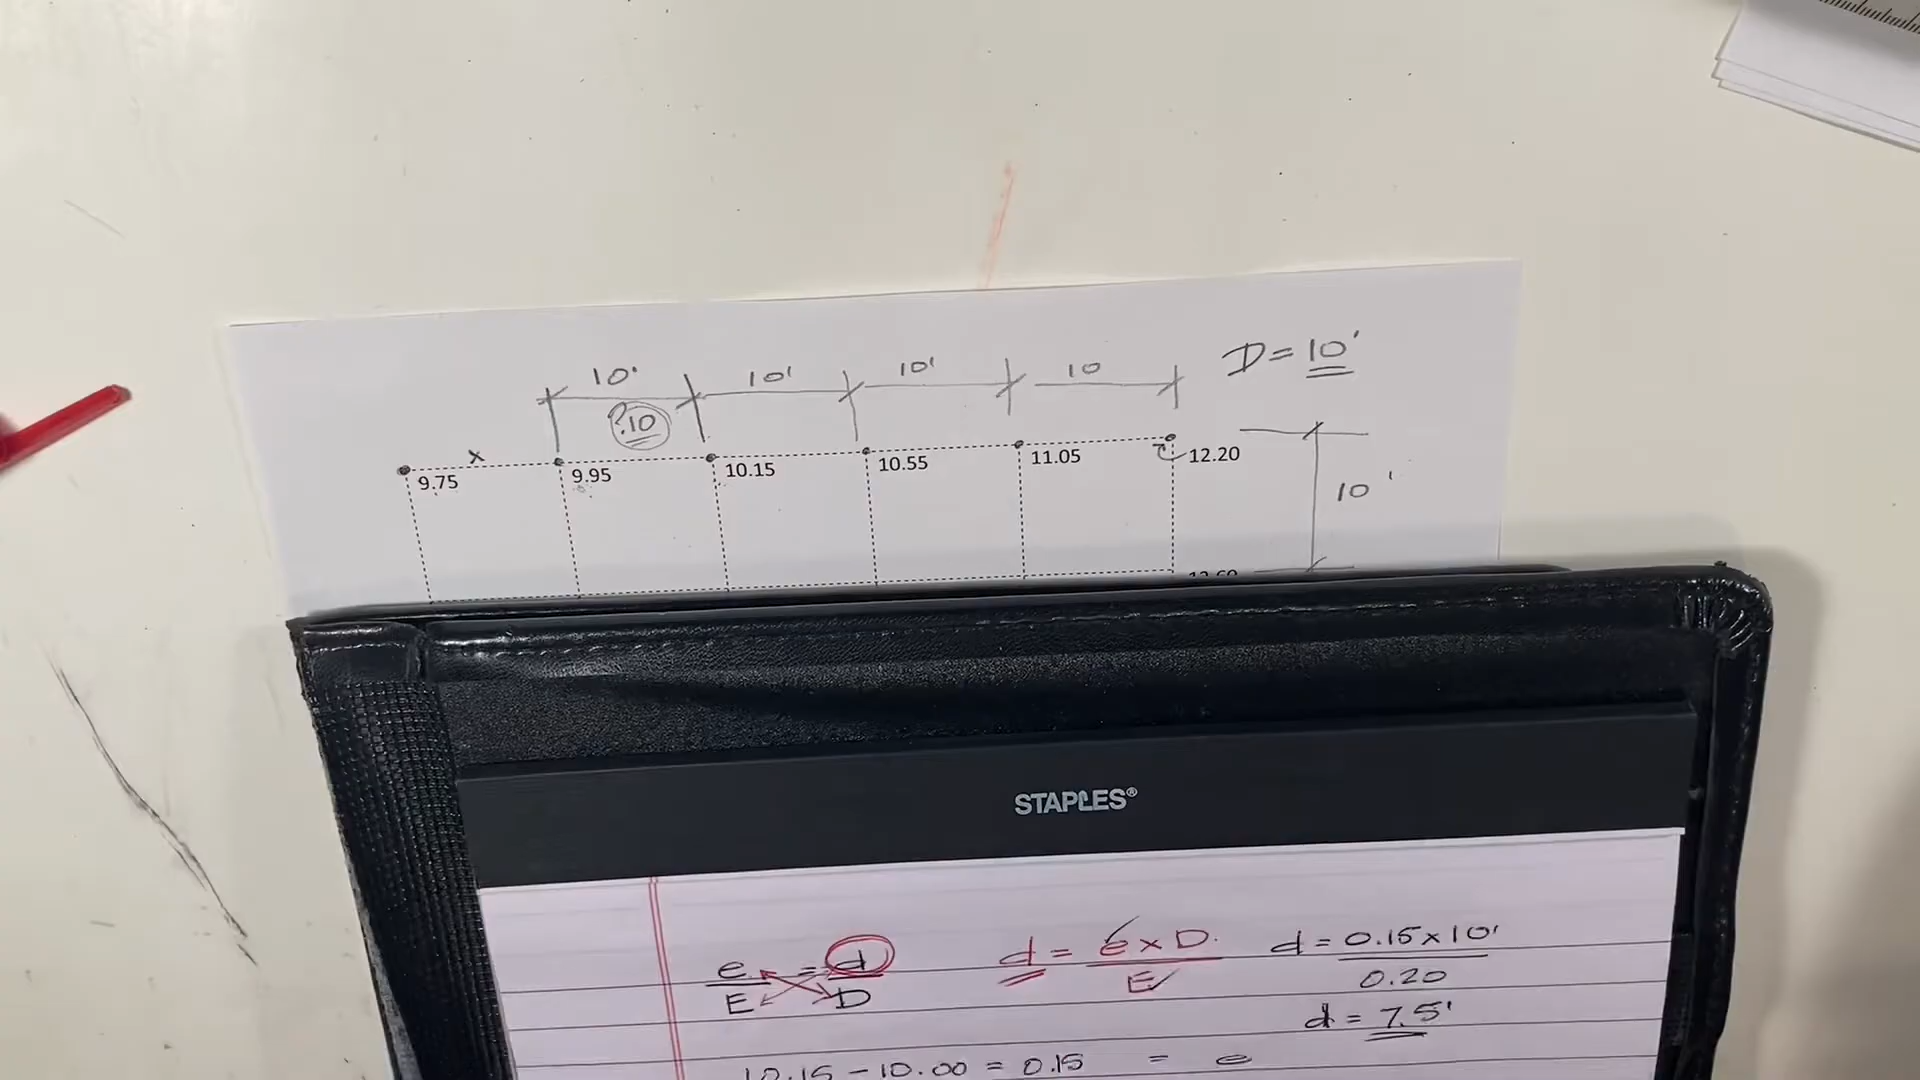 10' 10' 10' 10 D = 10'
?.10
x
9.75 9.95 10.15 10.55 11.05 12.20
10'
STAPLES®
e/E = d/D d = e x D. / E d = 0.15 x 10' / 0.20
d = 7.5'
10.15 - 10.00 = 0.15 = e